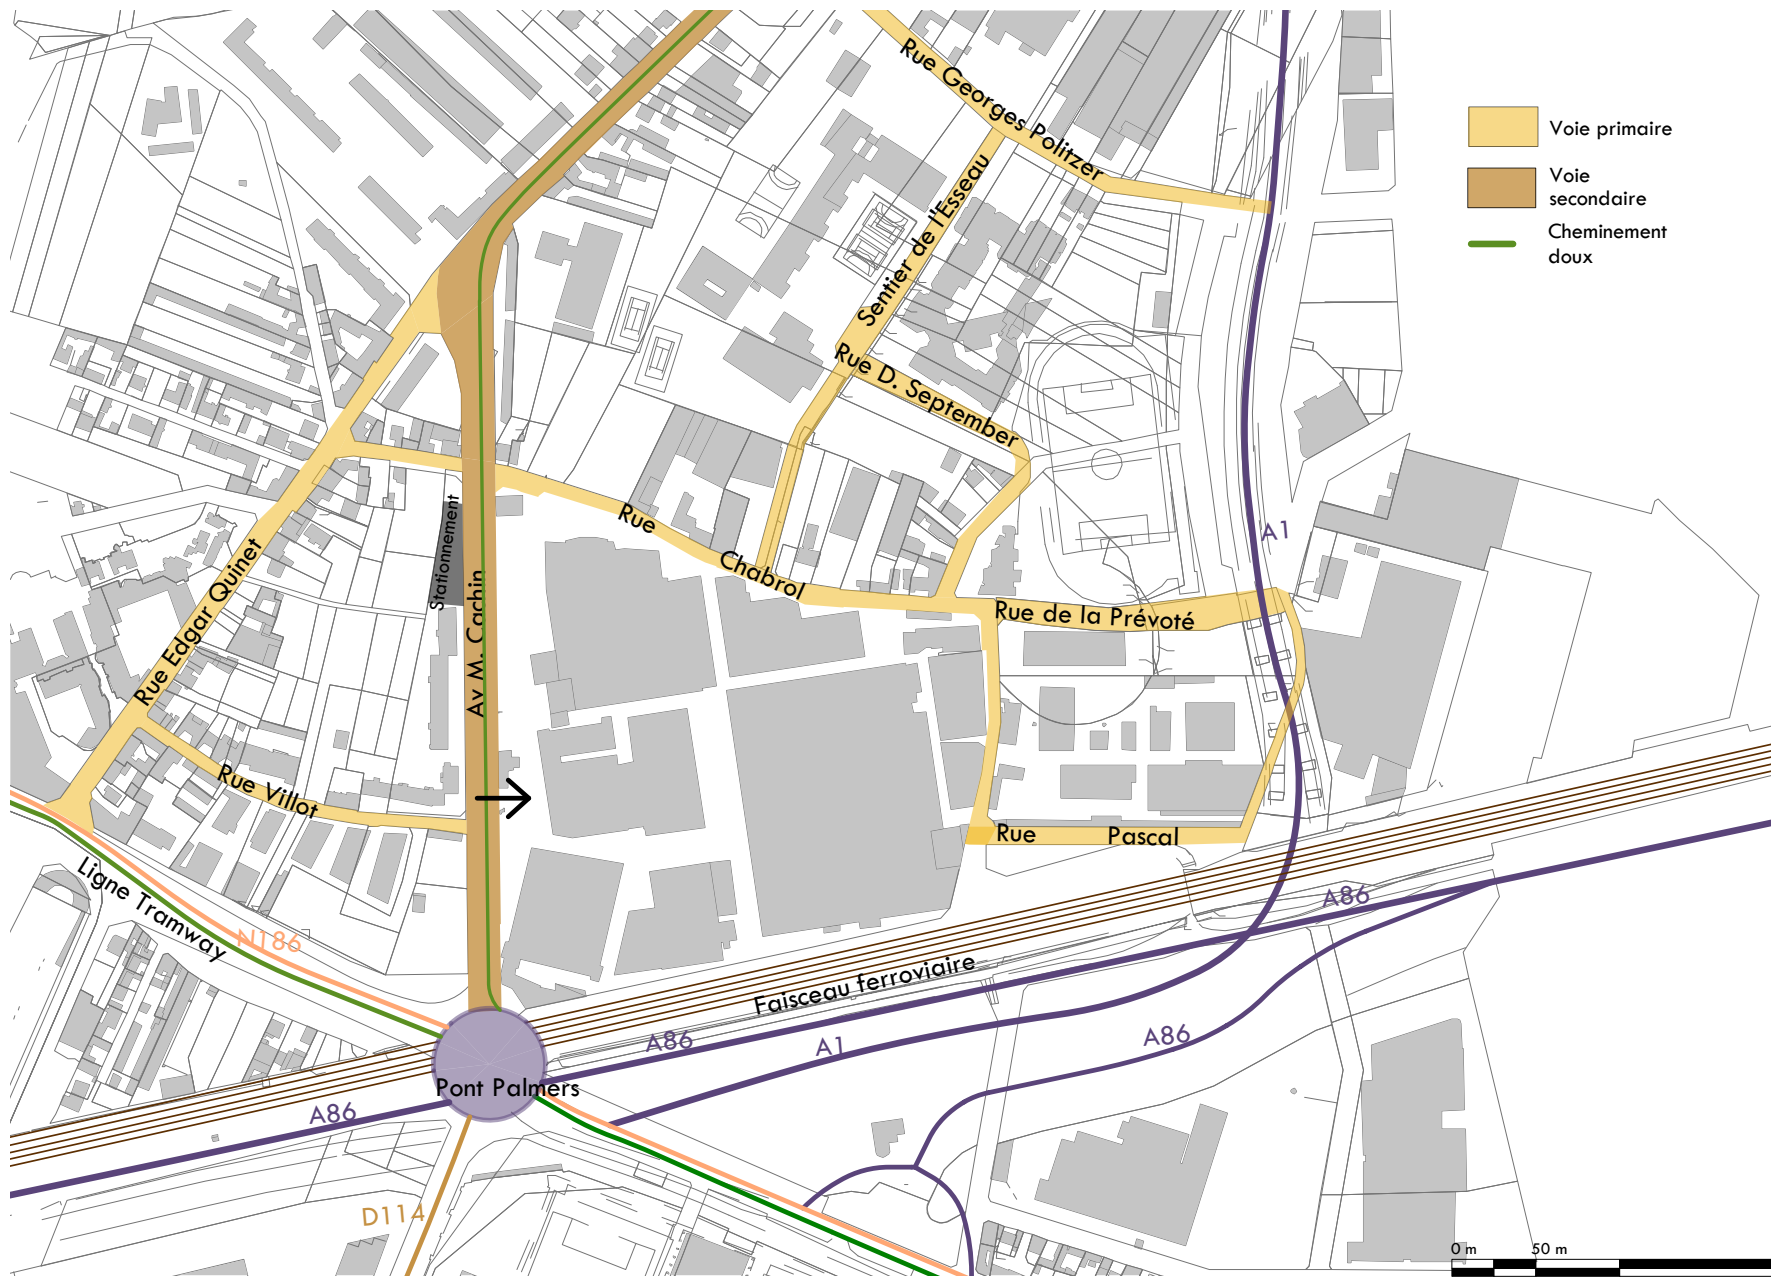 Rue Georges Politzer
Voie primaire
Voie
secondaire
Cheminement
doux
Sentier de l'Esseau
Rue D. September
Rue
Chabrol
Stationnement
A1
Rue Edgar Quinet
Av M. Cachin
Rue de la Prévoté
Rue Villot
Rue Pascal
Ligne Tramway
N186
A86
Faisceau ferroviaire
A86
A1
A86
Pont Palmers
A86
D114
0 m 50 m